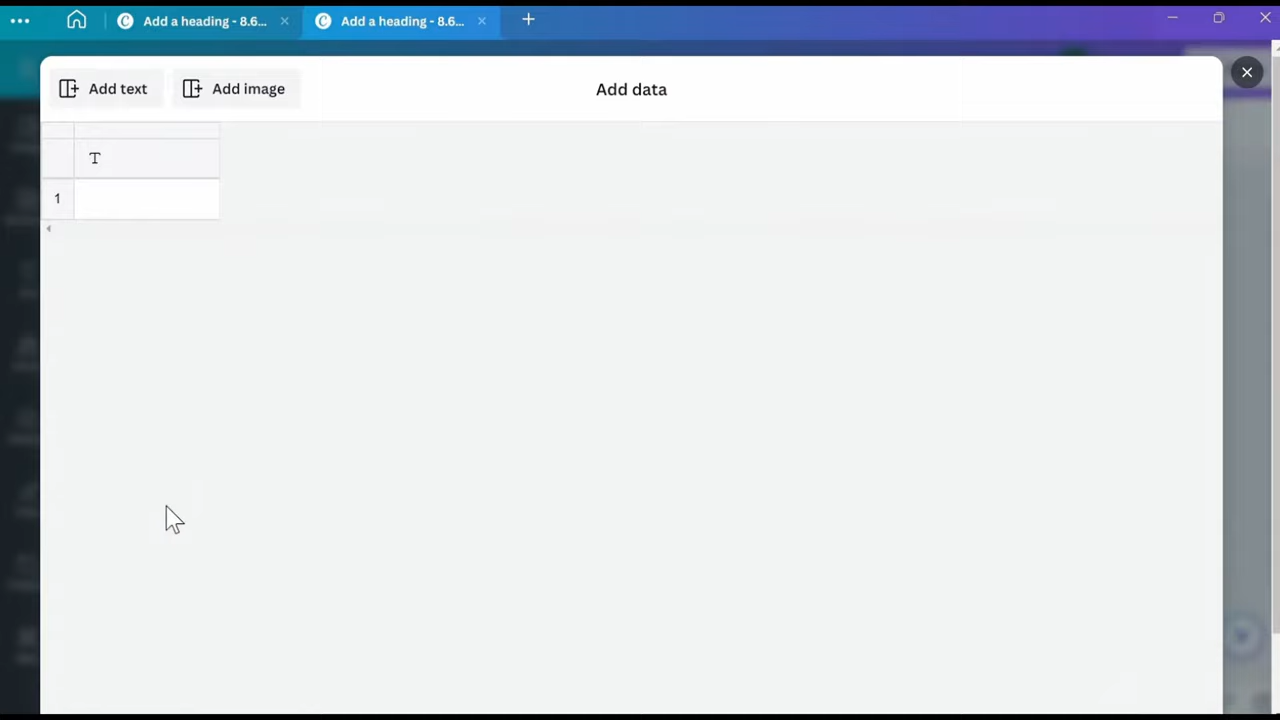 Add a heading - 8.6...
Add a heading - 8.6...
Add text
Add image
Add data
T
1